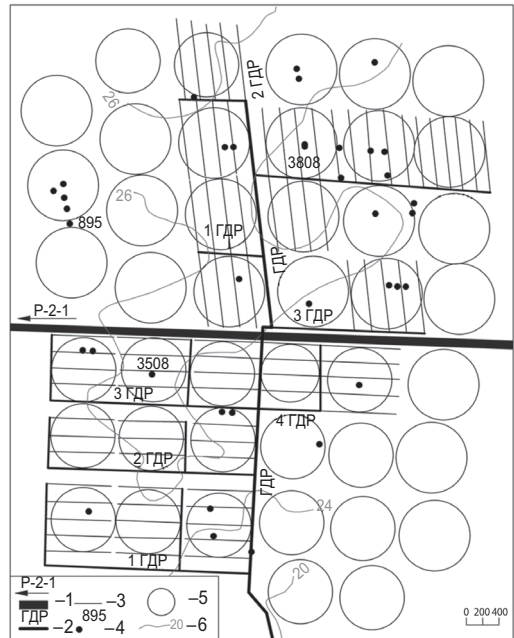 2 ГДР
26
3808
26
895
1 ГДР
ГДР
Р-2-1
3 ГДР
3508
3 ГДР
4 ГДР
2 ГДР
ГДР
24
1 ГДР
20
Р-2-1
–1 –3 –5
ГДР 895 20
–2 –4 –6
0 200 400